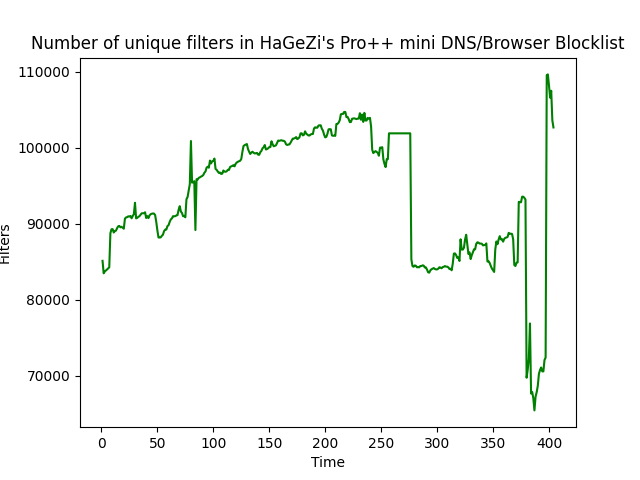 Number of unique filters in HaGeZi's Pro++ mini DNS/Browser Blocklist
110000
100000
90000
80000
70000
Filters
0 50 100 150 200 250 300 350 400
Time